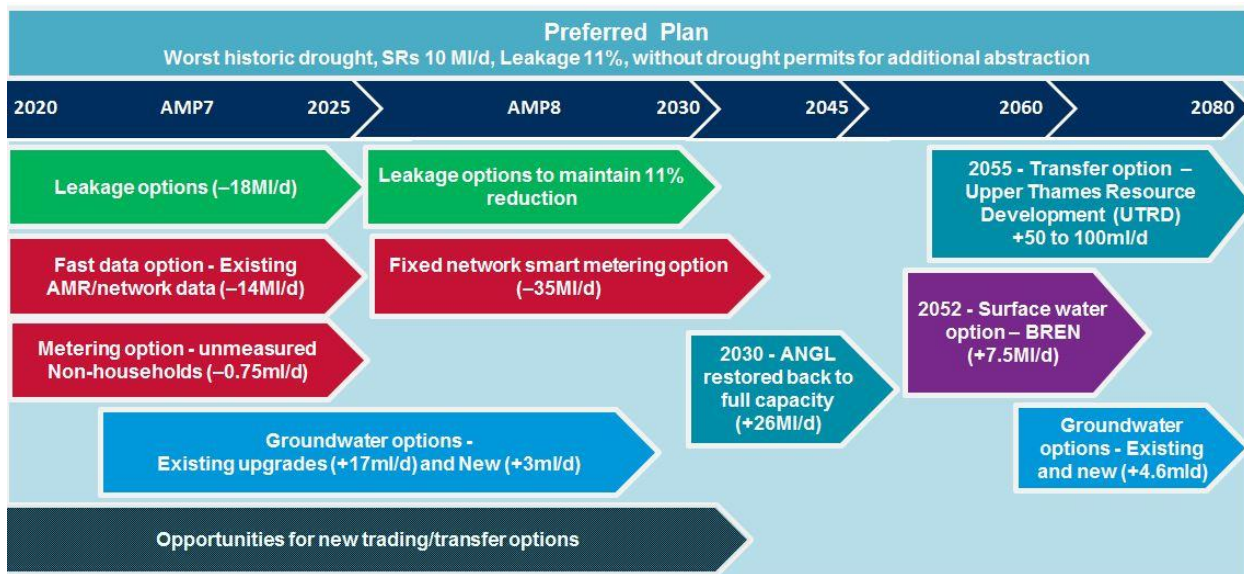 Preferred Plan
Worst historic drought, SRs 10 Ml/d, Leakage 11%, without drought permits for additional abstraction
2020 AMP7 2025 AMP8 2030 2045 2060 2080
Leakage options (–18Ml/d)
Leakage options to maintain 11%
reduction
2055 - Transfer option –
Upper Thames Resource
Development (UTRD)
+50 to 100ml/d
Fast data option - Existing
AMR/network data (–14Ml/d)
Fixed network smart metering option
(–35Ml/d)
2052 - Surface water
option – BREN
(+7.5Ml/d)
Metering option - unmeasured
Non-households (–0.75ml/d)
2030 - ANGL
restored back to
full capacity
(+26Ml/d)
Groundwater options -
Existing upgrades (+17ml/d) and New (+3ml/d)
Groundwater
options - Existing
and new (+4.6mld)
Opportunities for new trading/transfer options